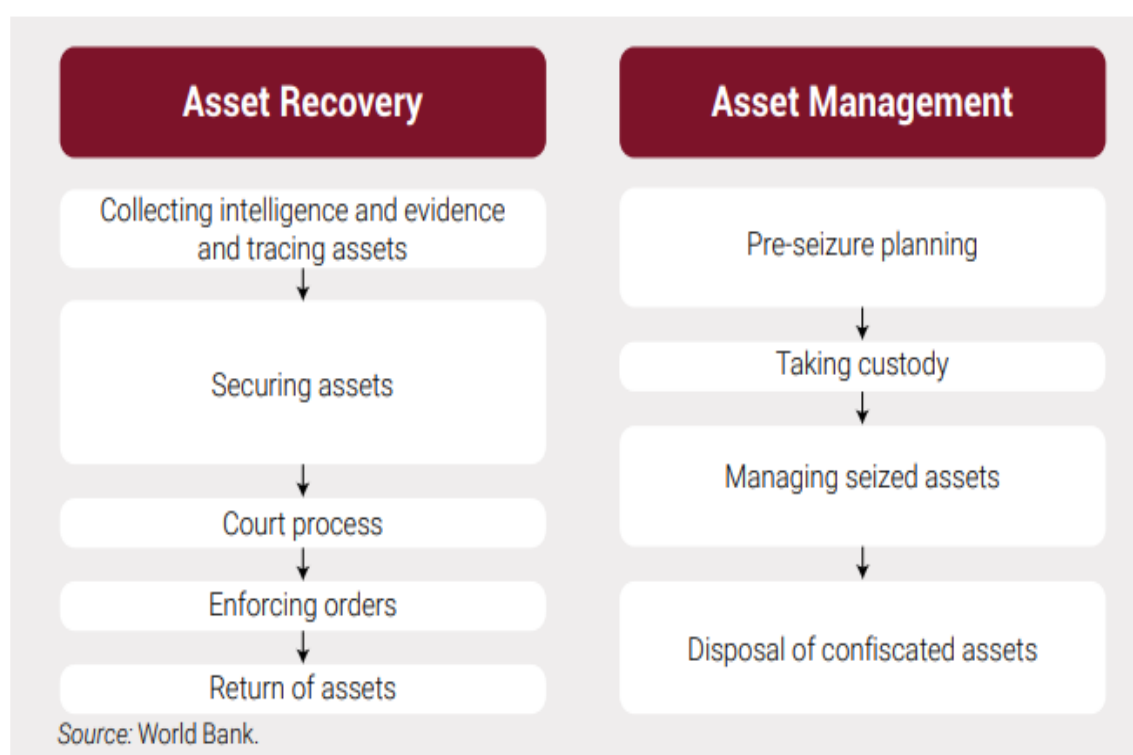 Asset Recovery
Collecting intelligence and evidence
and tracing assets
Securing assets
Court process
Enforcing orders
Return of assets
Asset Management
Pre-seizure planning
Taking custody
Managing seized assets
Disposal of confiscated assets
Source: World Bank.